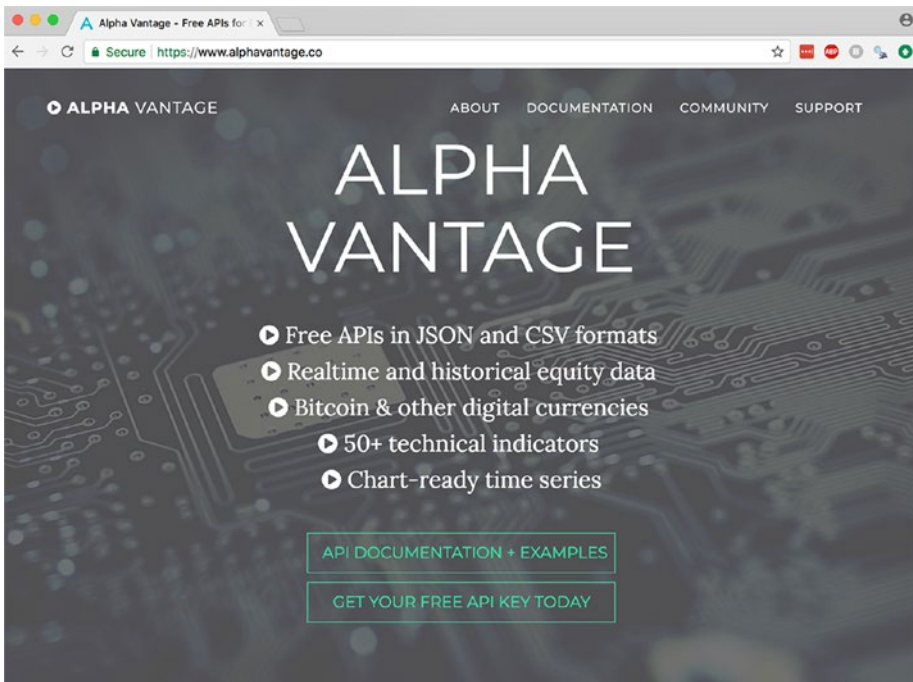 Alpha Vantage - Free APIs for
Secure https://www.alphavantage.co
ABP
ALPHA VANTAGE
ABOUT DOCUMENTATION COMMUNITY SUPPORT
ALPHA
VANTAGE
Free APIs in JSON and CSV formats
Realtime and historical equity data
Bitcoin & other digital currencies
50+ technical indicators
Chart-ready time series
API DOCUMENTATION + EXAMPLES
GET YOUR FREE API KEY TODAY